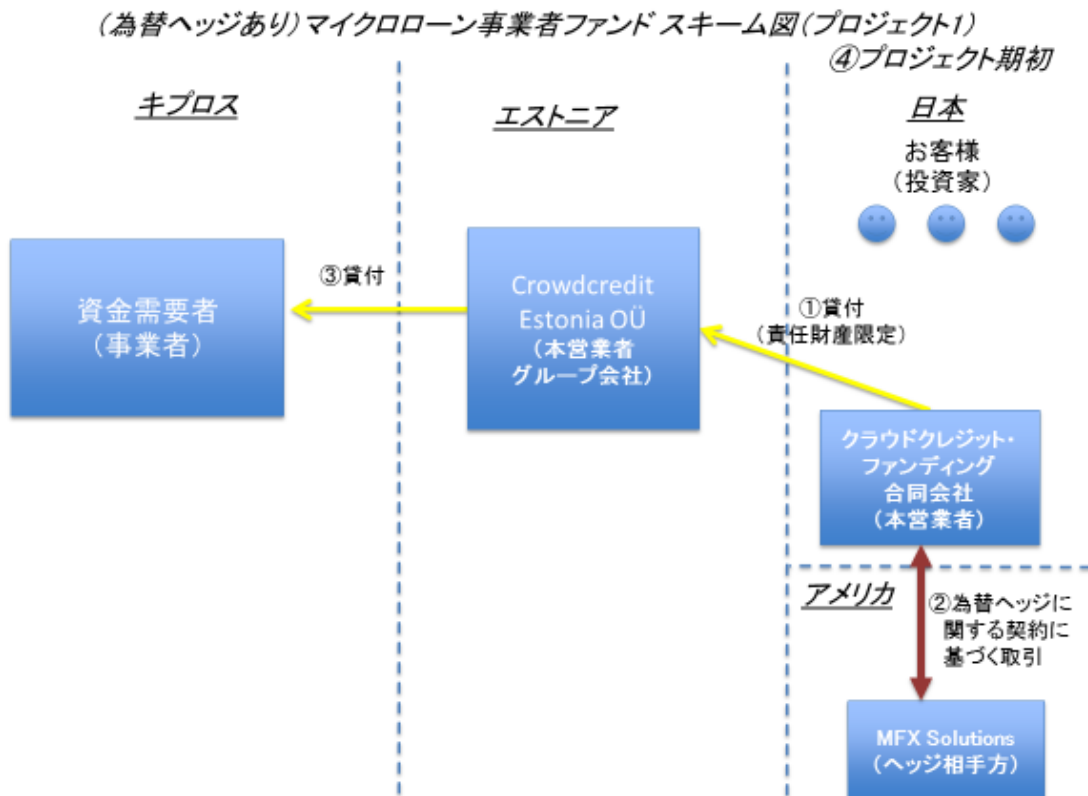 (為替ヘッジあり)マイクロローン事業者ファンド スキーム図(プロジェクト1)
④プロジェクト期初
キプロス
エストニア
日本
お客様
(投資家)
資金需要者
(事業者)
③貸付
Crowdcredit
Estonia OÜ
(本営業者
グループ会社)
①貸付
(責任財産限定)
クラウドクレジット・
ファンディング
合同会社
(本営業者)
アメリカ
②為替ヘッジに
関する契約に
基づく取引
MFX Solutions
(ヘッジ相手方)